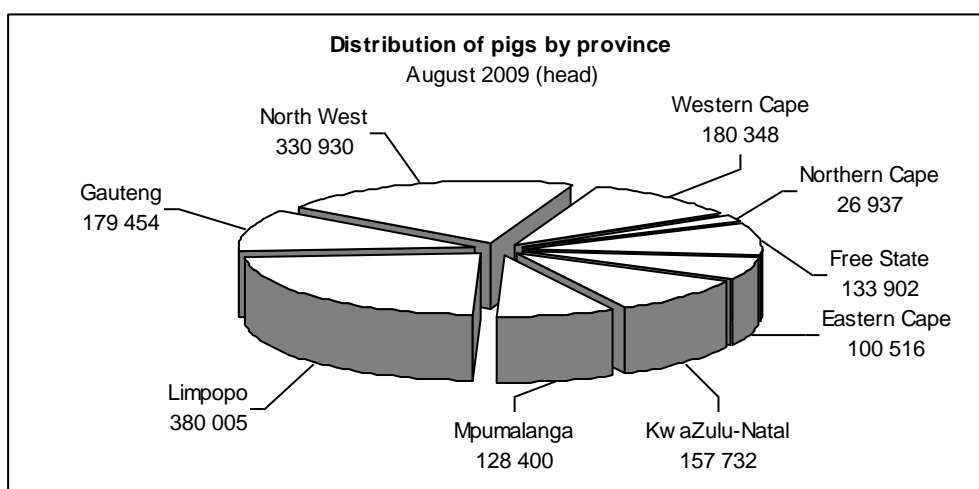 Distribution of pigs by province
August 2009 (head)
North West
330 930
Western Cape
180 348
Gauteng
179 454
Northern Cape
26 937
Free State
133 902
Eastern Cape
100 516
Limpopo
380 005
Mpumalanga
128 400
Kw aZulu-Natal
157 732